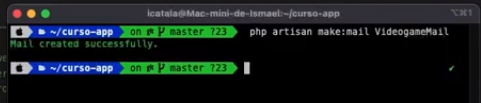 icatala@Mac-mini-de-Ismael:~/curso-app
⌥⌘1
~/curso-app on master ?23 php artisan make:mail VideogameMail
Mail created successfully.
~/curso-app on master ?23 ✔